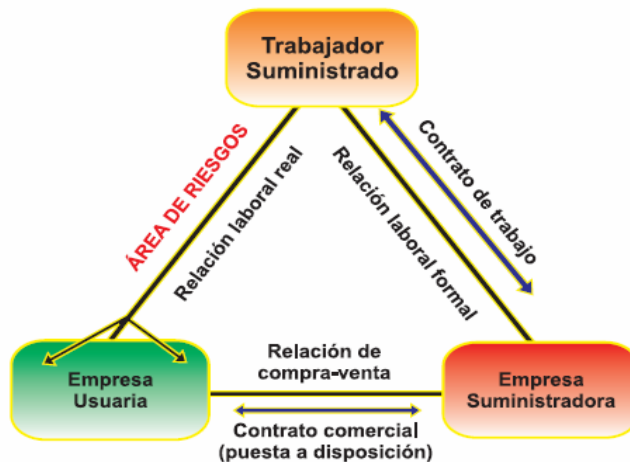 Trabajador
Suministrado
ÁREA DE RIESGOS
Relación laboral real
Relación laboral formal
Contrato de trabajo
Empresa
Usuaria
Relación de
compra-venta
Contrato comercial
(puesta a disposición)
Empresa
Suministradora